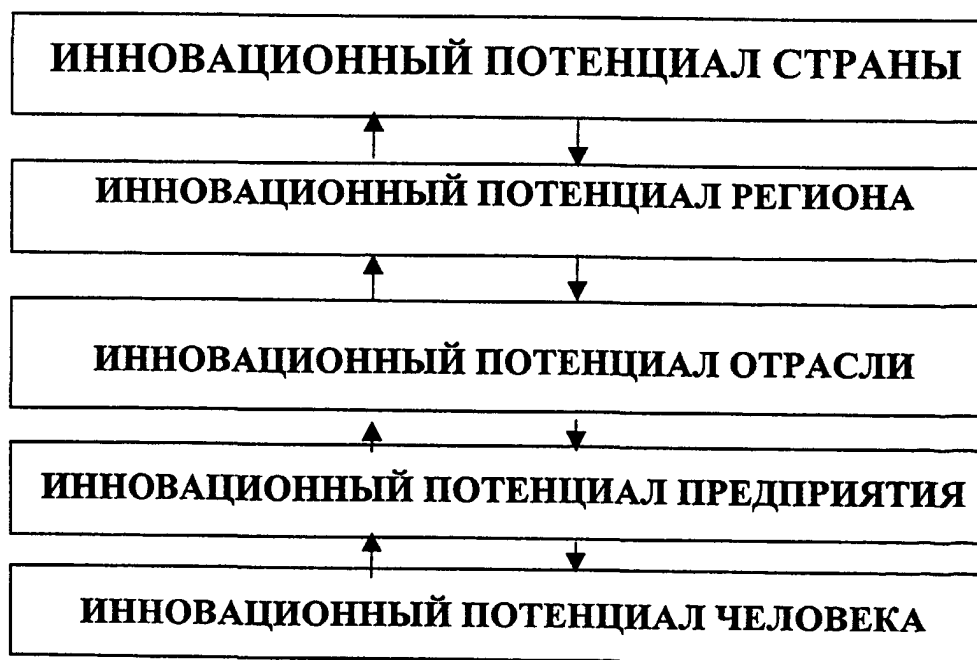 ИННОВАЦИОННЫЙ ПОТЕНЦИАЛ СТРАНЫ
ИННОВАЦИОННЫЙ ПОТЕНЦИАЛ РЕГИОНА
ИННОВАЦИОННЫЙ ПОТЕНЦИАЛ ОТРАСЛИ
ИННОВАЦИОННЫЙ ПОТЕНЦИАЛ ПРЕДПРИЯТИЯ
ИННОВАЦИОННЫЙ ПОТЕНЦИАЛ ЧЕЛОВЕКА